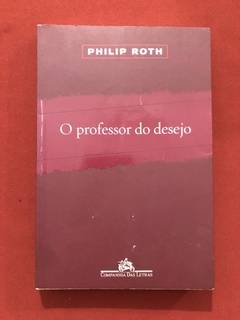 PHILIP ROTH
O professor do desejo
COMPANHIA DAS LETRAS